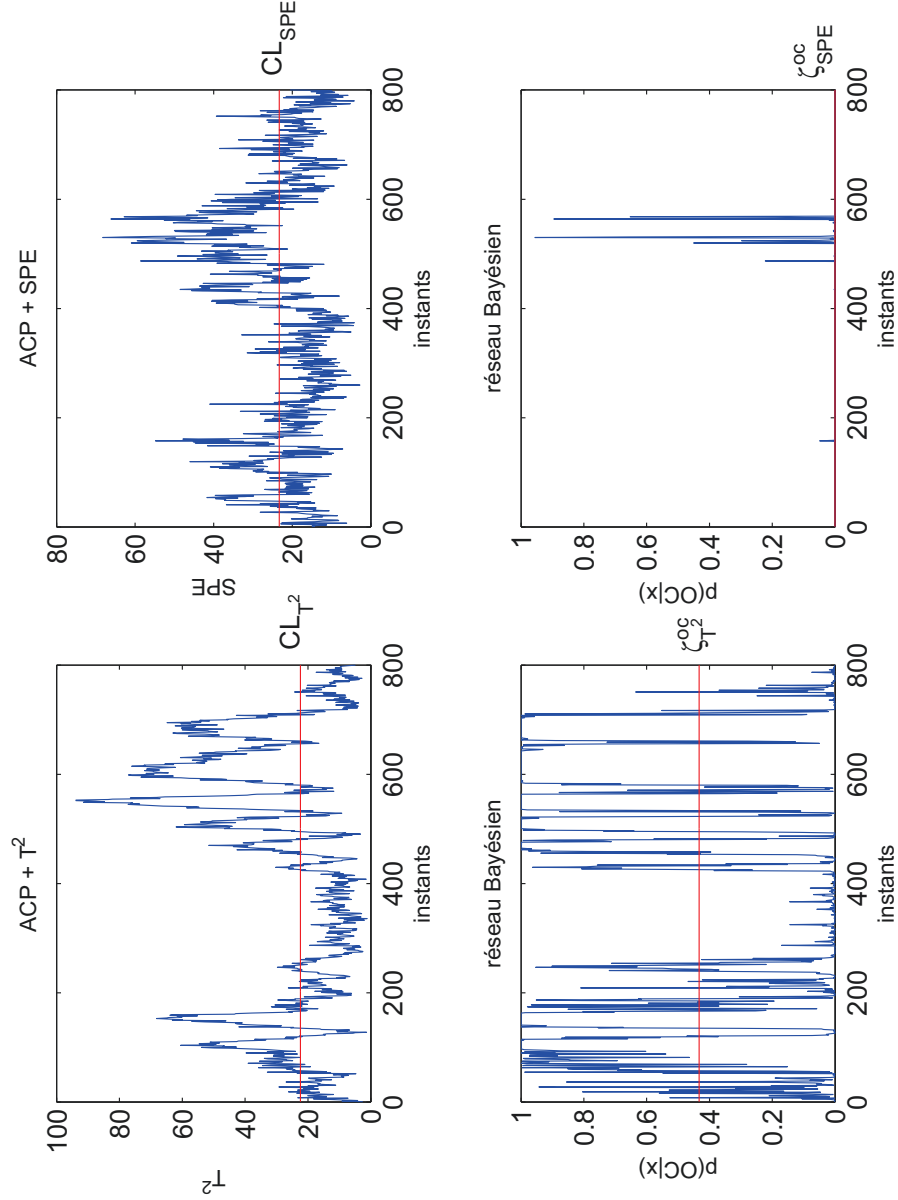 ACP + T²
T²
100
80
60
40
20
0
CL_T²
0
200
400
600
800
instants
ACP + SPE
SPE
80
60
40
20
0
CL_SPE
0
200
400
600
800
instants
réseau Bayésien
p(OC|x)
1
0.8
0.6
0.4
0.2
0
ζ^oc_T²
0
200
400
600
800
instants
réseau Bayésien
p(OC|x)
1
0.8
0.6
0.4
0.2
0
ζ^oc_SPE
0
200
400
600
800
instants